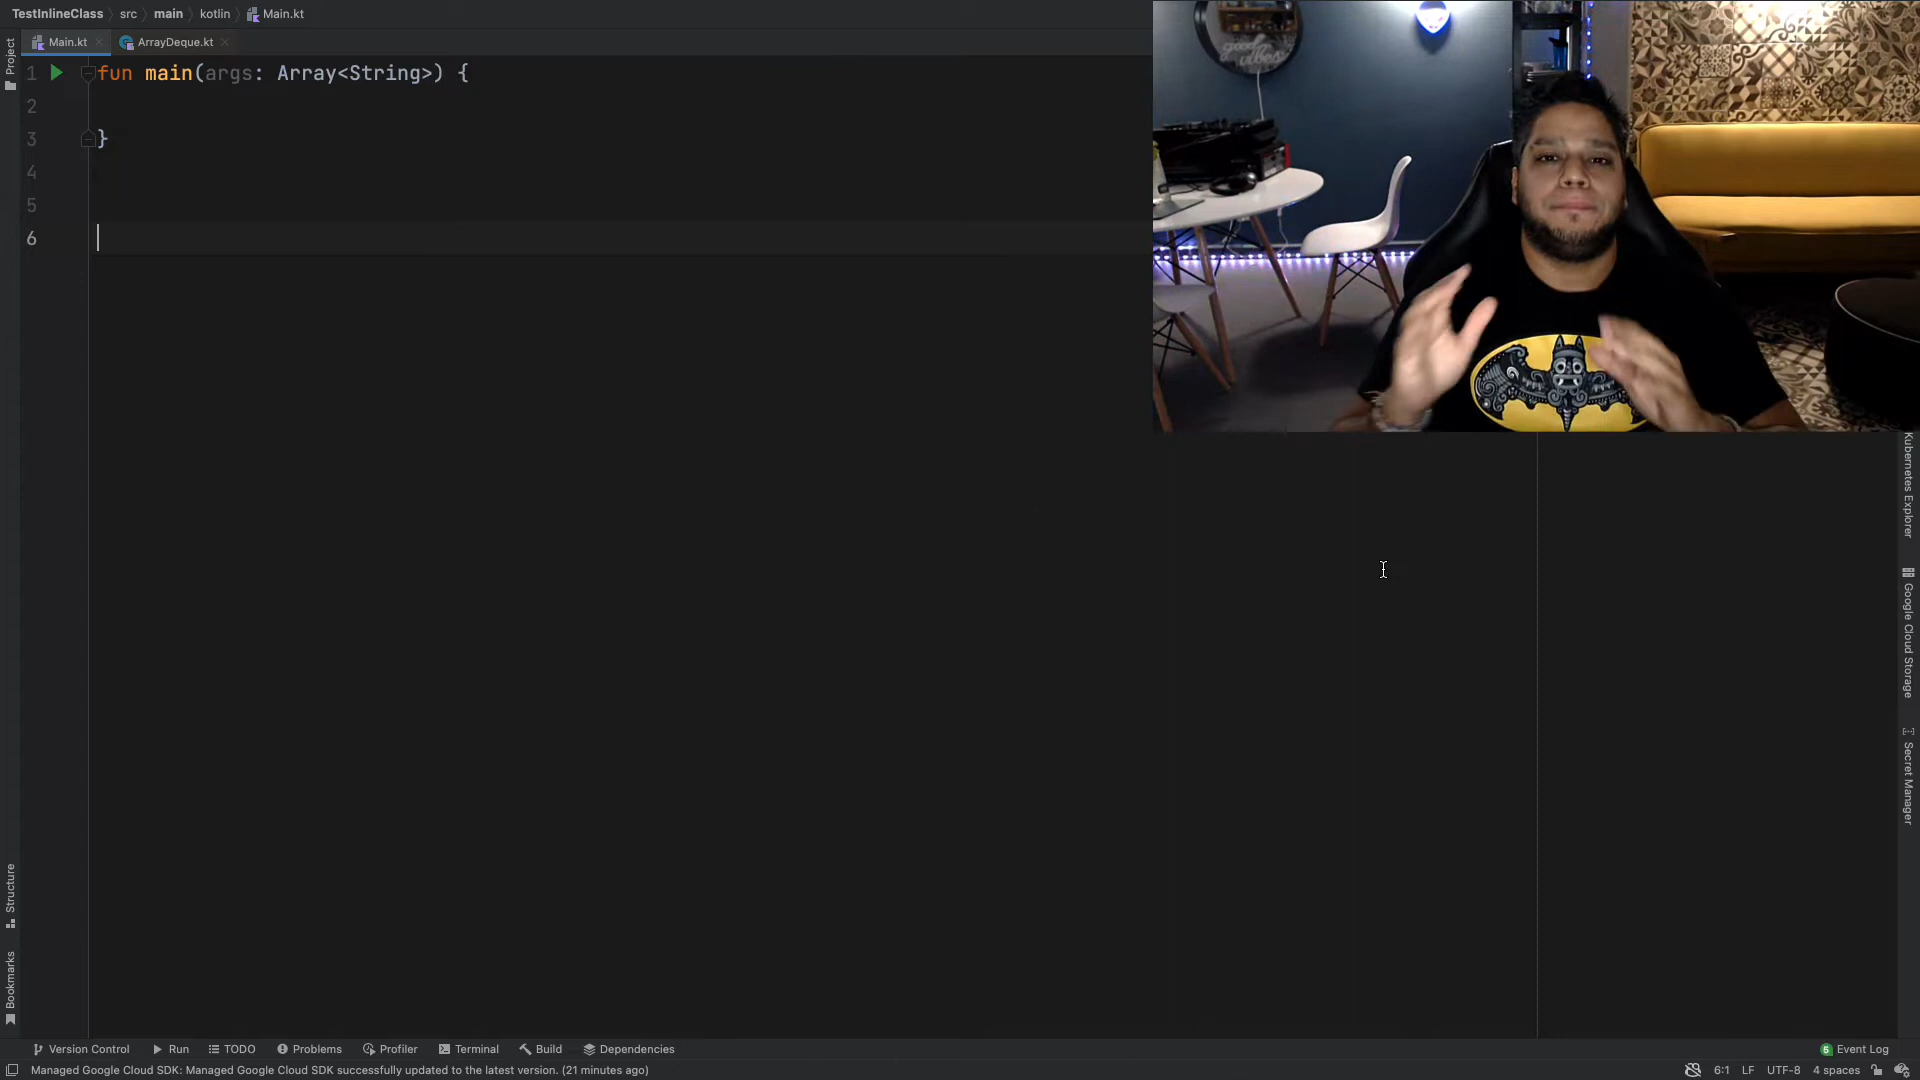 TestInlineClass src main kotlin Main.kt
Project
Main.kt ArrayDeque.kt
1 fun main(args: Array<String>) {
2
3 }
4
5
6
good
vibes
Kubernetes Explorer
Google Cloud Storage
Secret Manager
Structure
Bookmarks
Version Control Run TODO Problems Profiler Terminal Build Dependencies 5 Event Log
Managed Google Cloud SDK: Managed Google Cloud SDK successfully updated to the latest version. (21 minutes ago) 6:1 LF UTF-8 4 spaces